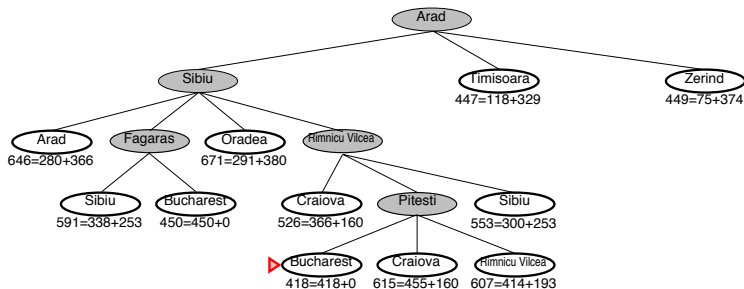 Arad
Sibiu
Timisoara
Zerind
447=118+329
449=75+374
Arad
Fagaras
Oradea
Rimnicu Vilcea
646=280+366
671=291+380
Sibiu
Bucharest
Craiova
Pitesti
Sibiu
591=338+253
450=450+0
526=366+160
553=300+253
Bucharest
Craiova
Rimnicu Vilcea
418=418+0
615=455+160
607=414+193